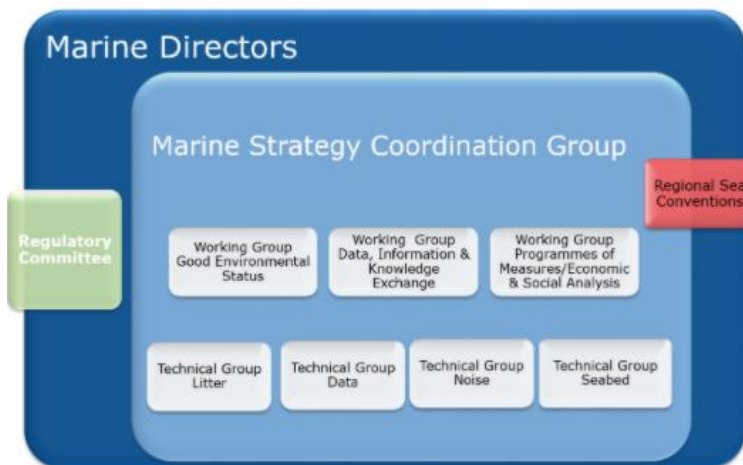 Marine Directors
Marine Strategy Coordination Group
Regional Sea
Conventions
Regulatory
Committee
Working Group
Good Environmental
Status
Working Group
Data, Information &
Knowledge
Exchange
Working Group
Programmes of
Measures/Economic
& Social Analysis
Technical Group
Litter
Technical Group
Data
Technical Group
Noise
Technical Group
Seabed